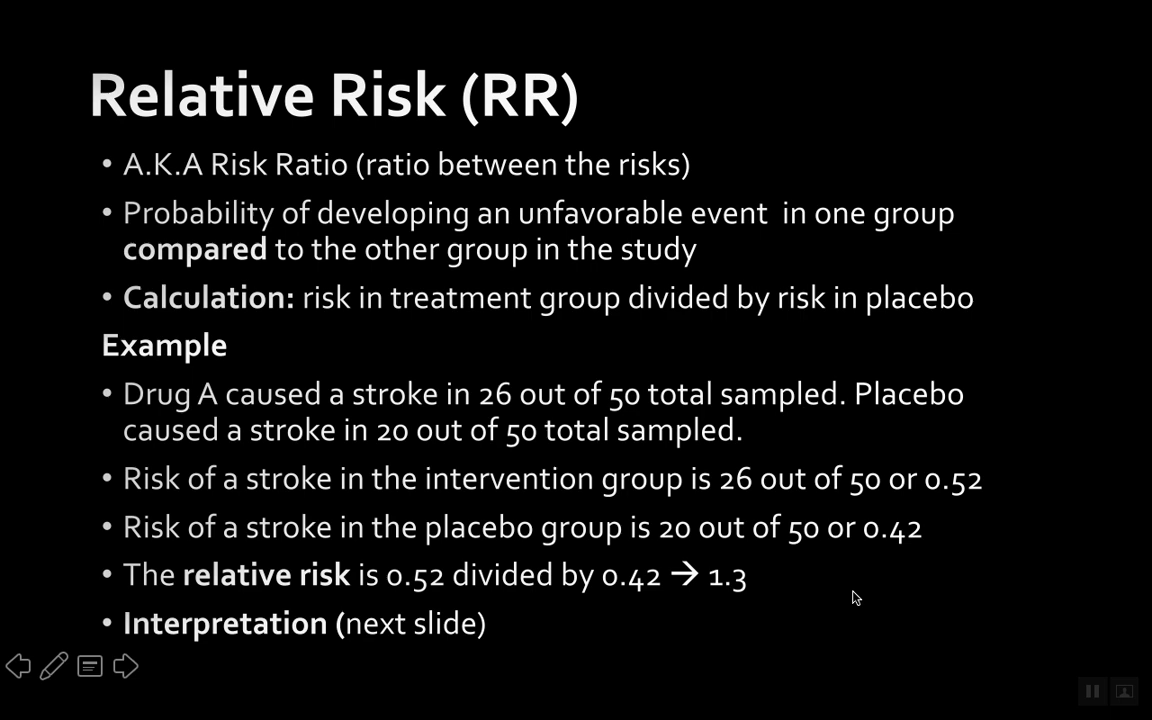 Relative Risk (RR)
• A.K.A Risk Ratio (ratio between the risks)
• Probability of developing an unfavorable event  in one group
compared to the other group in the study
• Calculation: risk in treatment group divided by risk in placebo
Example
• Drug A caused a stroke in 26 out of 50 total sampled. Placebo
caused a stroke in 20 out of 50 total sampled.
• Risk of a stroke in the intervention group is 26 out of 50 or 0.52
• Risk of a stroke in the placebo group is 20 out of 50 or 0.42
• The relative risk is 0.52 divided by 0.42 → 1.3
• Interpretation (next slide)